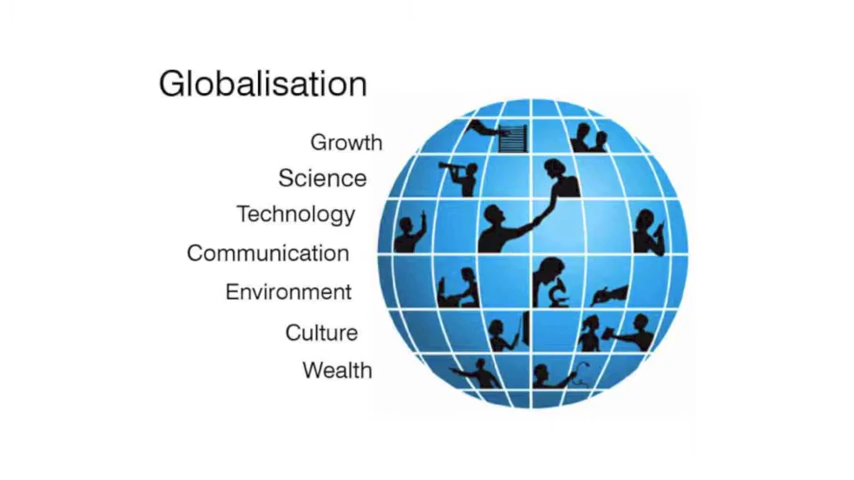 Globalisation
Growth
Science
Technology
Communication
Environment
Culture
Wealth